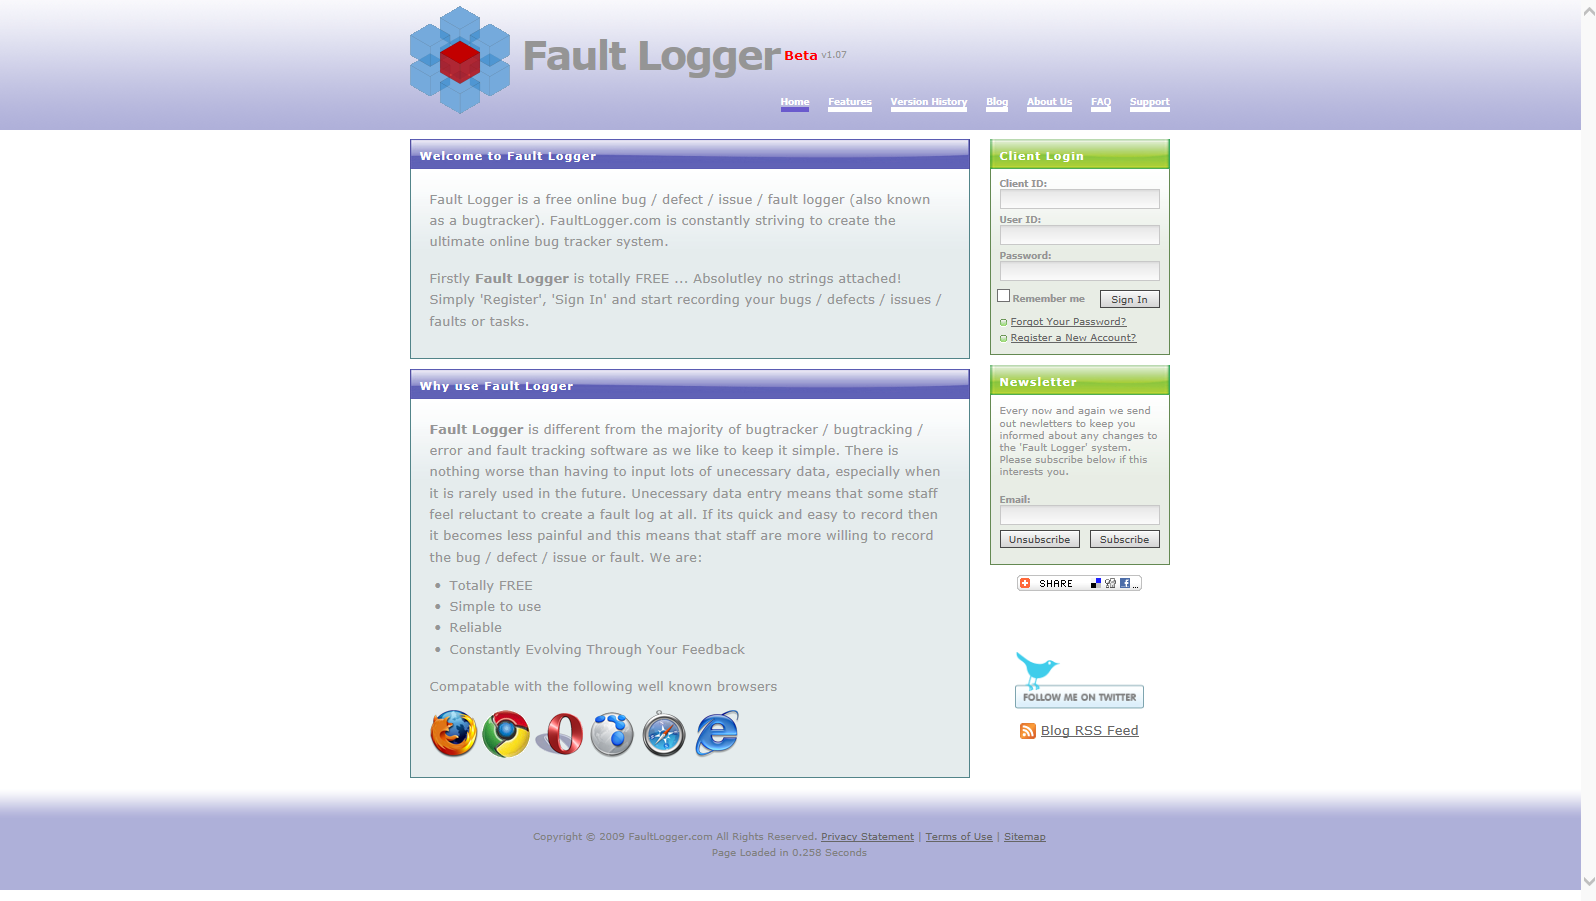 Fault Logger Beta v1.07
Home Features Version History Blog About Us FAQ Support
Welcome to Fault Logger
Fault Logger is a free online bug / defect / issue / fault logger (also known
as a bugtracker). FaultLogger.com is constantly striving to create the
ultimate online bug tracker system.
Firstly Fault Logger is totally FREE ... Absolutley no strings attached!
Simply 'Register', 'Sign In' and start recording your bugs / defects / issues /
faults or tasks.
Why use Fault Logger
Fault Logger is different from the majority of bugtracker / bugtracking /
error and fault tracking software as we like to keep it simple. There is
nothing worse than having to input lots of unecessary data, especially when
it is rarely used in the future. Unecessary data entry means that some staff
feel reluctant to create a fault log at all. If its quick and easy to record then
it becomes less painful and this means that staff are more willing to record
the bug / defect / issue or fault. We are:
• Totally FREE
• Simple to use
• Reliable
• Constantly Evolving Through Your Feedback
Compatable with the following well known browsers
Client Login
Client ID:
User ID:
Password:
Remember me Sign In
Forgot Your Password?
Register a New Account?
Newsletter
Every now and again we send
out newletters to keep you
informed about any changes to
the 'Fault Logger' system.
Please subscribe below if this
interests you.
Email:
Unsubscribe Subscribe
SHARE ...
FOLLOW ME ON TWITTER
Blog RSS Feed
Copyright © 2009 FaultLogger.com All Rights Reserved. Privacy Statement | Terms of Use | Sitemap
Page Loaded in 0.258 Seconds